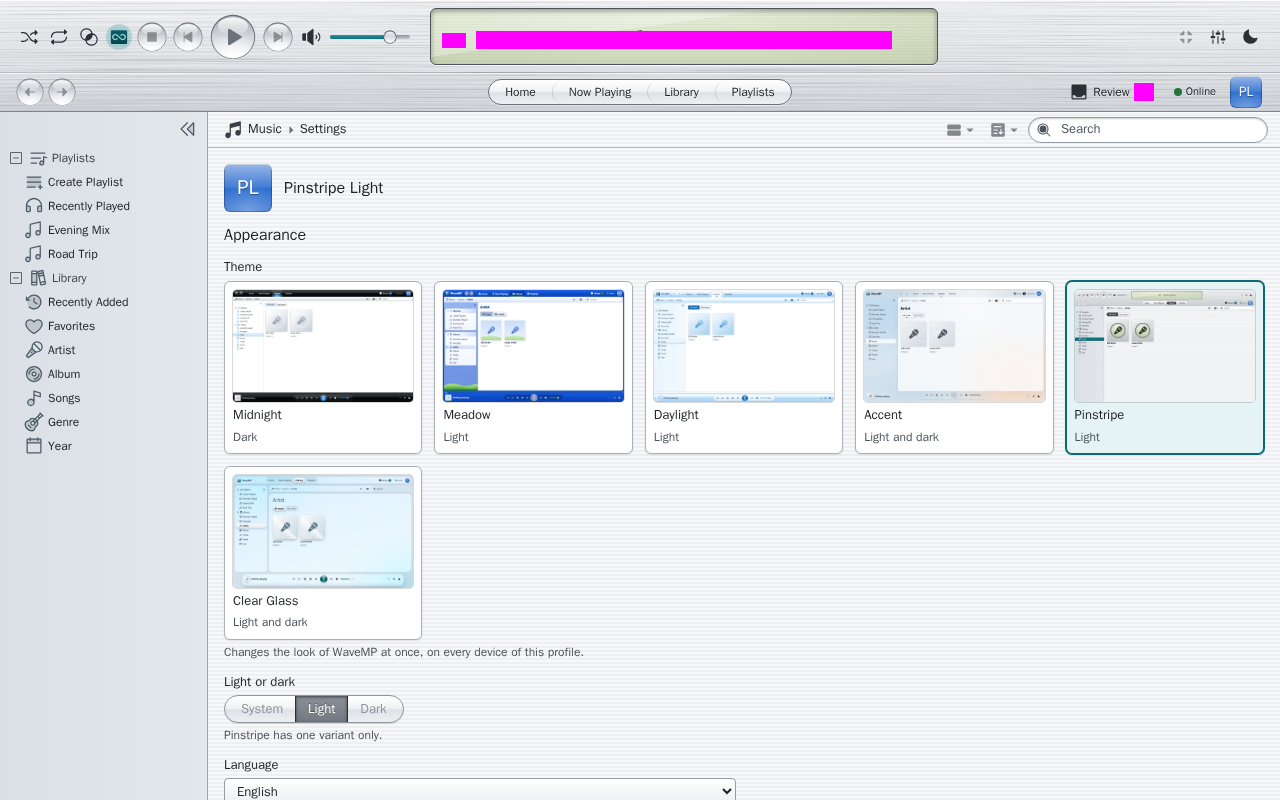 Home
Now Playing
Library
Playlists
Review
Online
PL
Music
Settings
Search
Playlists
Create Playlist
Recently Played
Evening Mix
Road Trip
Library
Recently Added
Favorites
Artist
Album
Songs
Genre
Year
PL
Pinstripe Light
Appearance
Theme
Midnight
Dark
Meadow
Light
Daylight
Light
Accent
Light and dark
Pinstripe
Light
Clear Glass
Light and dark
Changes the look of WaveMP at once, on every device of this profile.
Light or dark
System
Light
Dark
Pinstripe has one variant only.
Language
English